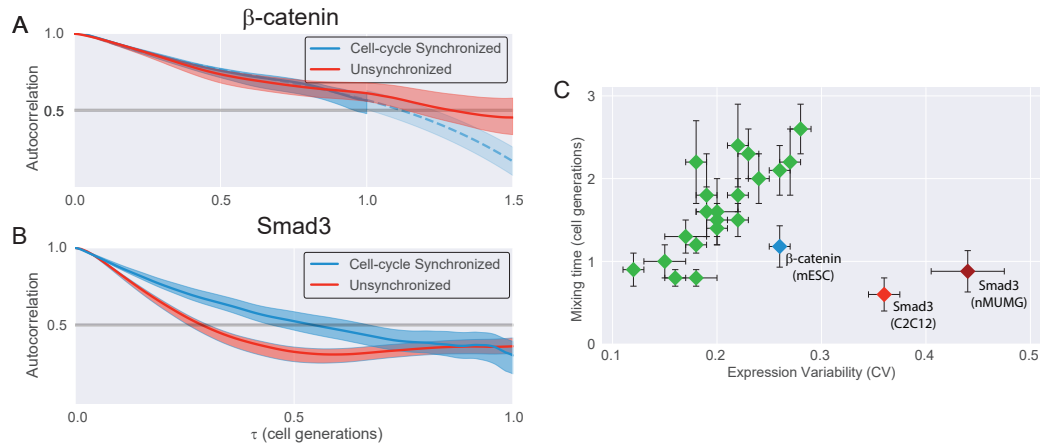 A
β-catenin
Cell-cycle Synchronized
Unsynchronized
Autocorrelation
1.0
0.5
0.0
0.5
1.0
1.5
B
Smad3
Cell-cycle Synchronized
Unsynchronized
Autocorrelation
1.0
0.5
0.0
0.5
1.0
τ (cell generations)
C
Mixing time (cell generations)
3
2
1
0
β-catenin
(mESC)
Smad3
(C2C12)
Smad3
(nMUMG)
0.1
0.2
0.3
0.4
0.5
Expression Variability (CV)